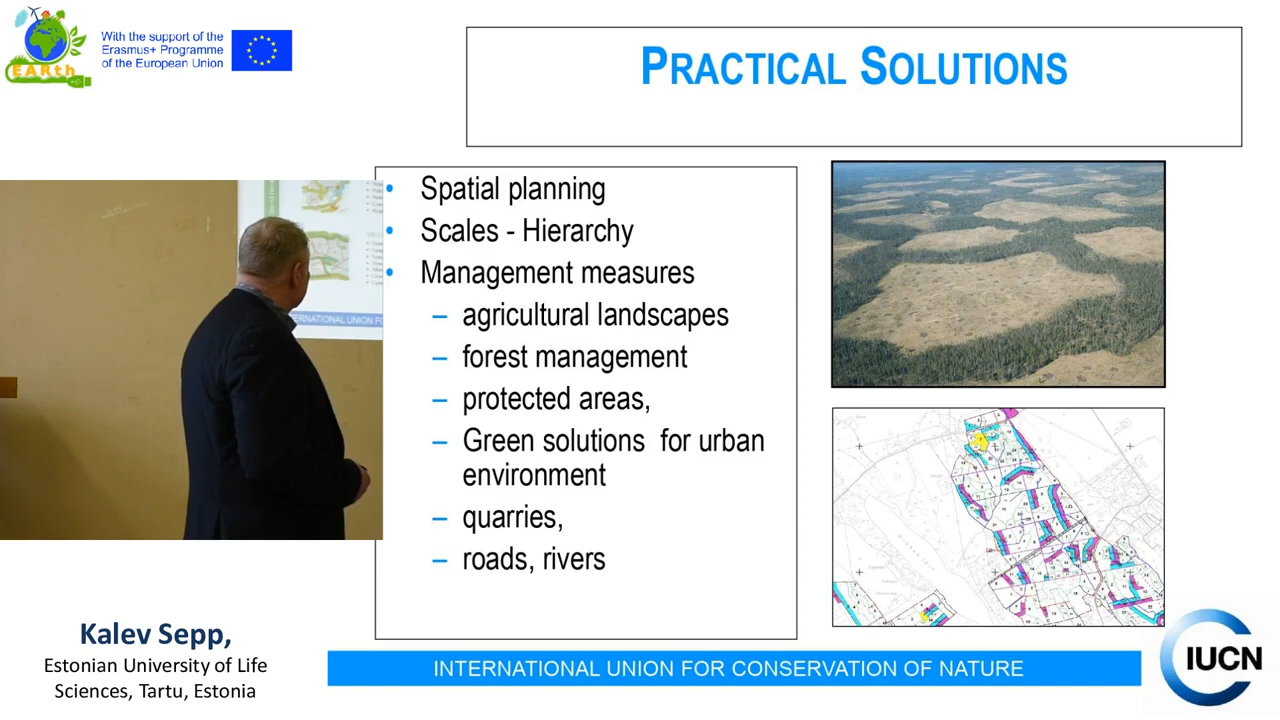 With the support of the
Erasmus+ Programme
of the European Union
EARth
PRACTICAL SOLUTIONS
• Spatial planning
• Scales - Hierarchy
• Management measures
– agricultural landscapes
– forest management
– protected areas,
– Green solutions for urban
environment
– quarries,
– roads, rivers
ERNATIONAL UNION F
Kalev Sepp,
Estonian University of Life
Sciences, Tartu, Estonia
INTERNATIONAL UNION FOR CONSERVATION OF NATURE
IUCN